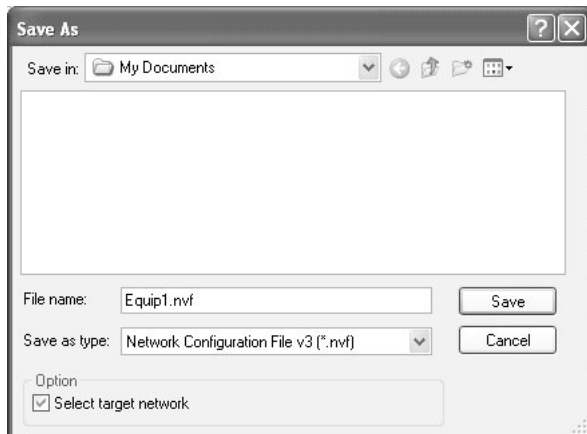 Save As
Save in: My Documents
File name: Equip1.nvf
Save
Save as type: Network Configuration File v3 (*.nvf)
Cancel
Option
Select target network